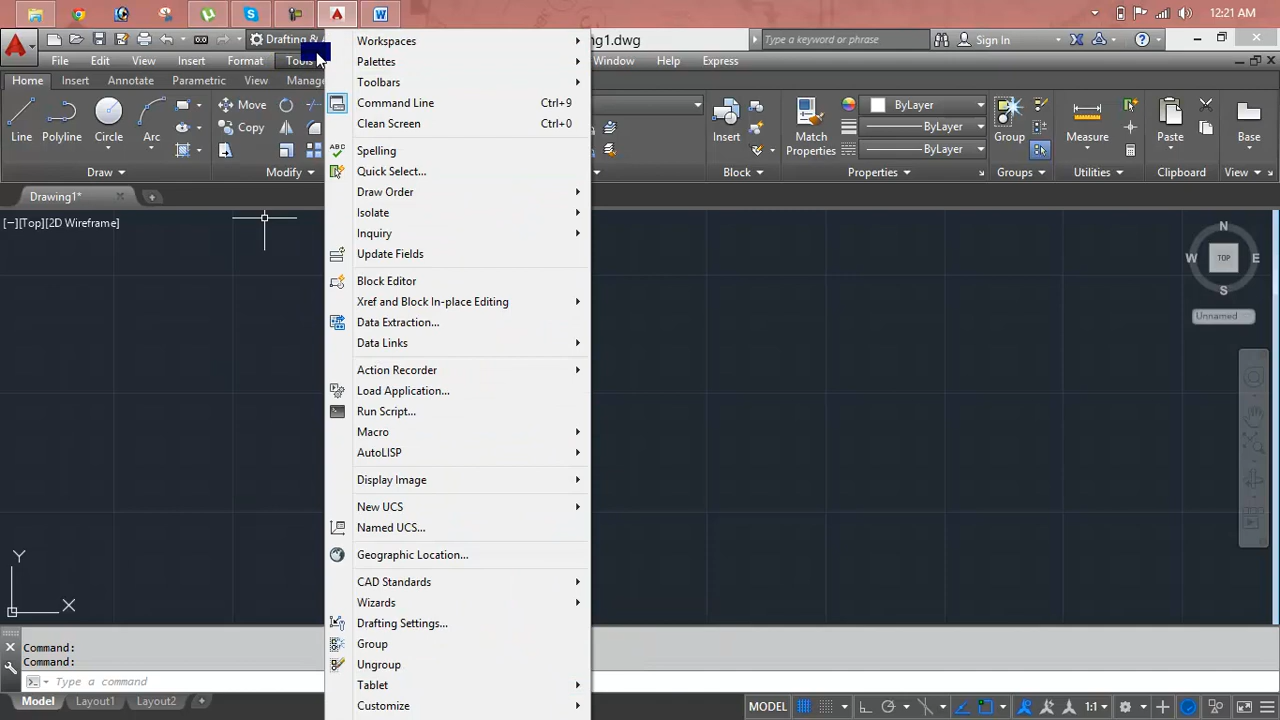 12:21 AM
Drafting & A
ng1.dwg
Type a keyword or phrase
Sign In
File Edit View Insert Format Tools Window Help Express
Home Insert Annotate Parametric View Manag
Line Polyline Circle Arc
Move
Copy
Insert
Match
Properties
ByLayer
ByLayer
ByLayer
Group
Measure
Paste
Base
Draw Modify Block Properties Groups Utilities Clipboard View
Drawing1*
[−][Top][2D Wireframe]
N
W TOP E
S
Unnamed
Workspaces
Palettes
Toolbars
Command Line Ctrl+9
Clean Screen Ctrl+0
ABC Spelling
Quick Select...
Draw Order
Isolate
Inquiry
Update Fields
Block Editor
Xref and Block In-place Editing
Data Extraction...
Data Links
Action Recorder
Load Application...
Run Script...
Macro
AutoLISP
Display Image
New UCS
Named UCS...
Geographic Location...
CAD Standards
Wizards
Drafting Settings...
Group
Ungroup
Tablet
Customize
Y
X
Command:
Command:
Type a command
Model Layout1 Layout2 +
MODEL 1:1